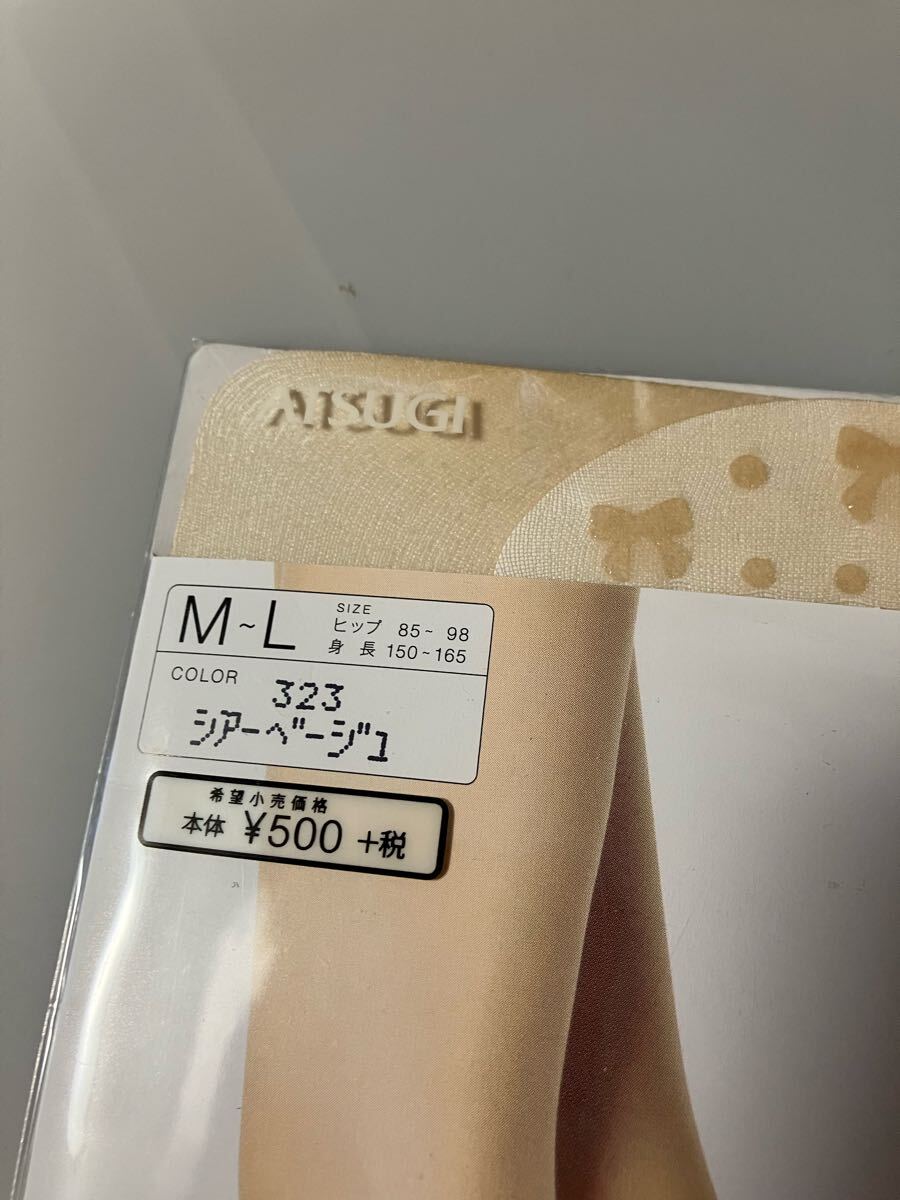 ATSUGI
M~L
SIZE
ヒップ 85~98
身長 150~165
COLOR
323
シアーベージュ
希望小売価格
本体 ¥500 +税